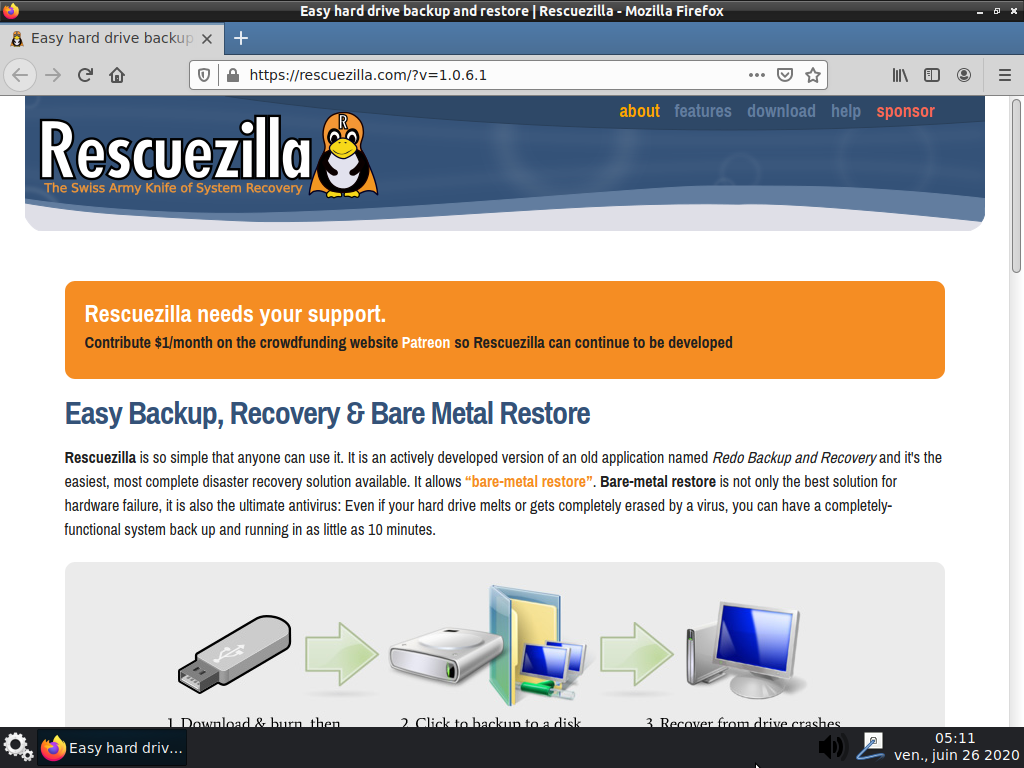 Easy hard drive backup and restore | Rescuezilla - Mozilla Firefox
Easy hard drive backup
https://rescuezilla.com/?v=1.0.6.1
about features download help sponsor
R
Rescuezilla
The Swiss Army Knife of System Recovery
Rescuezilla needs your support.
Contribute $1/month on the crowdfunding website Patreon so Rescuezilla can continue to be developed
Easy Backup, Recovery & Bare Metal Restore
Rescuezilla is so simple that anyone can use it. It is an actively developed version of an old application named Redo Backup and Recovery and it's the
easiest, most complete disaster recovery solution available. It allows “bare-metal restore”. Bare-metal restore is not only the best solution for
hardware failure, it is also the ultimate antivirus: Even if your hard drive melts or gets completely erased by a virus, you can have a completely-
functional system back up and running in as little as 10 minutes.
1. Download & burn, then 2. Click to backup to a disk 3. Recover from drive crashes
Easy hard driv...
05:11
ven., juin 26 2020